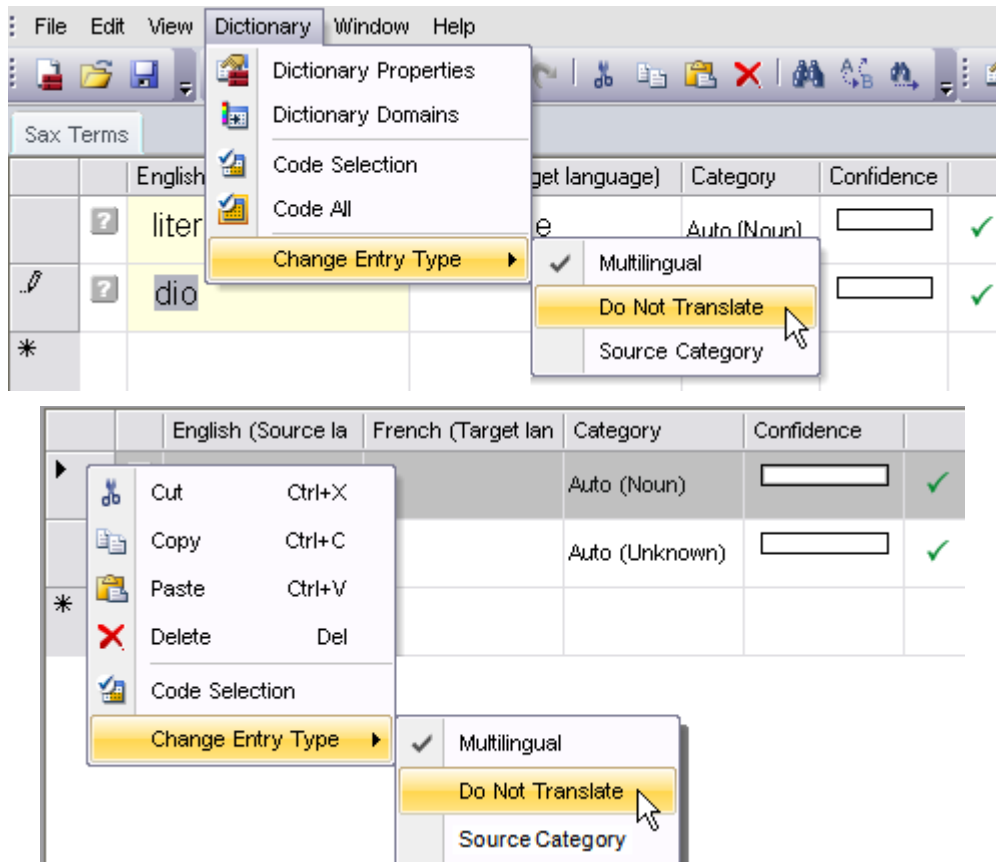 File Edit View Dictionary Window Help
Dictionary Properties
Dictionary Domains
Sax Terms
Code Selection
English get language) Category Confidence
Code All
liter e Auto (Noun)
Change Entry Type
Multilingual
dio
Do Not Translate
Source Category
English (Source la French (Target lan Category Confidence
Cut Ctrl+X Auto (Noun)
Copy Ctrl+C
Auto (Unknown)
Paste Ctrl+V
Delete Del
Code Selection
Change Entry Type
Multilingual
Do Not Translate
Source Category